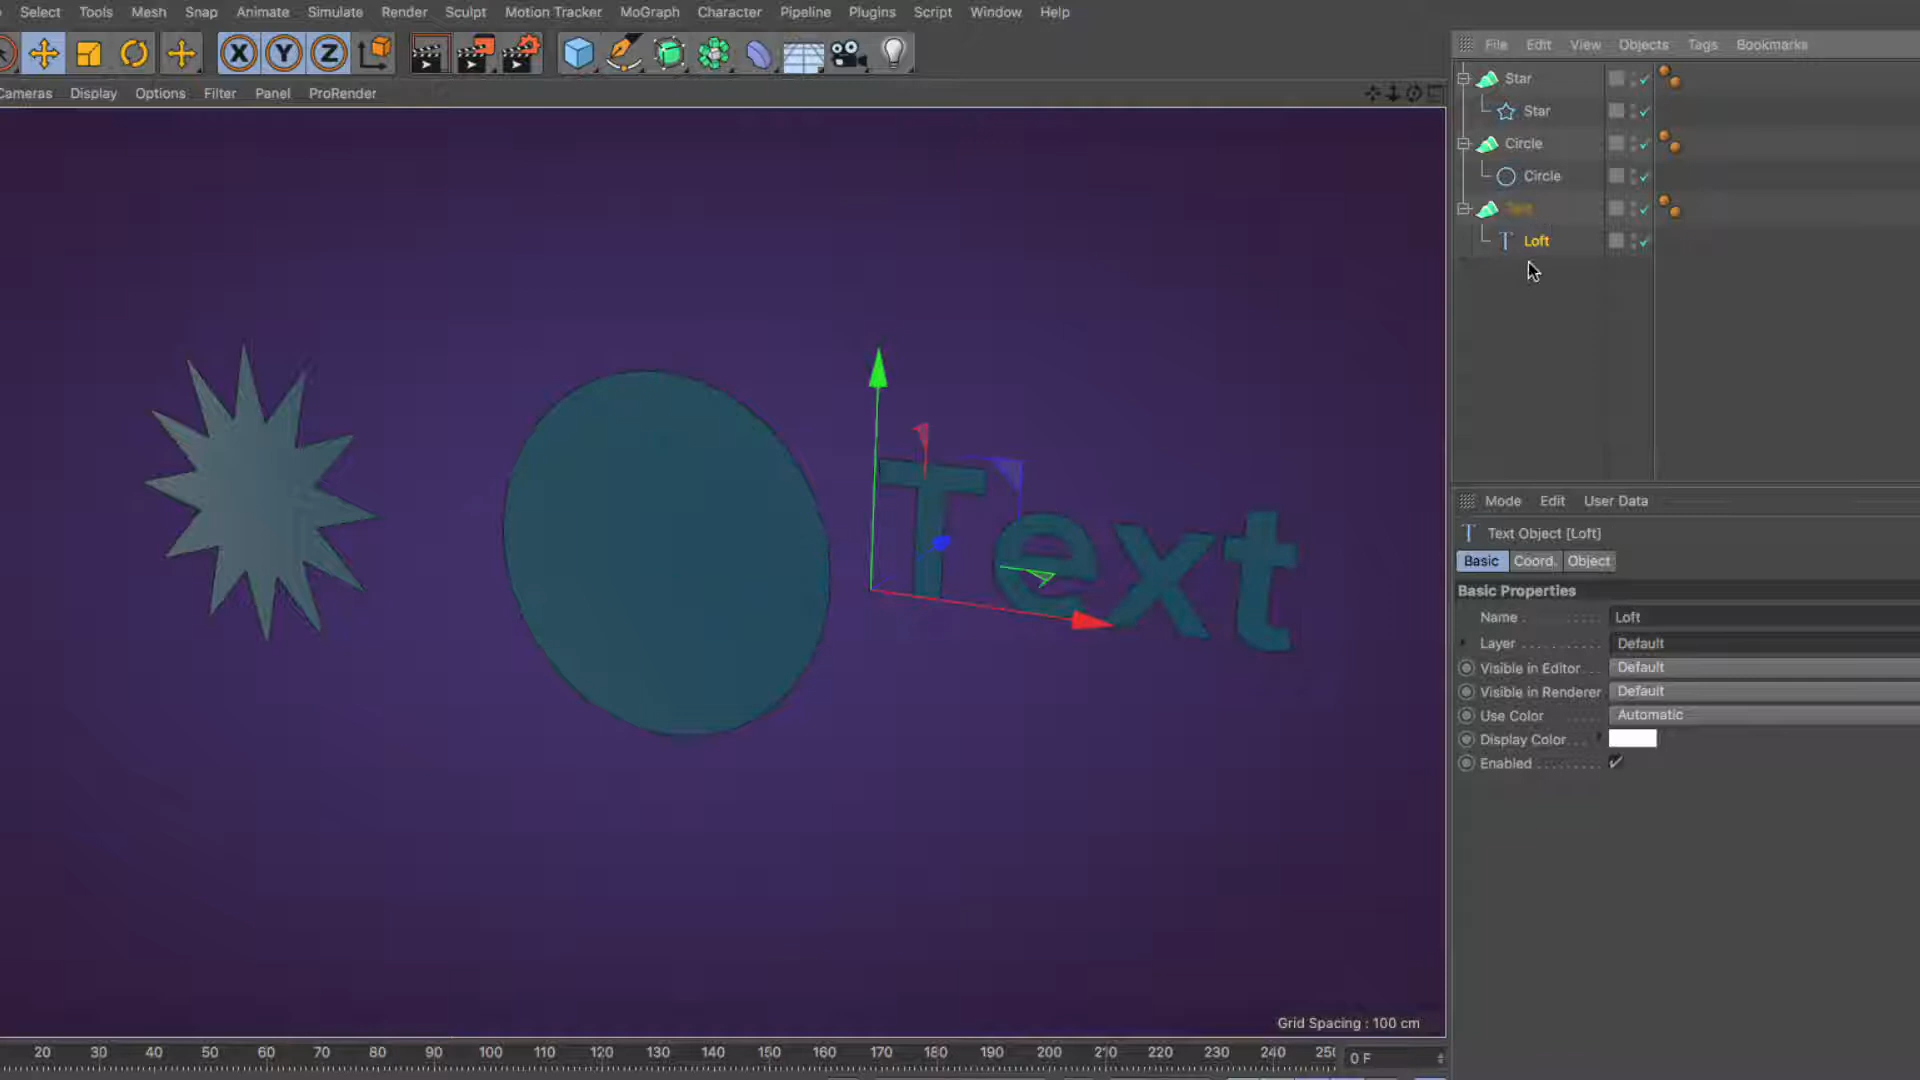 Select Tools Mesh Snap Animate Simulate Render Sculpt Motion Tracker MoGraph Character Pipeline Plugins Script Window Help
X Y Z
File Edit View Objects Tags Bookmarks
Cameras Display Options Filter Panel ProRender
Star
Star
Circle
Circle
Loft
Text
Mode Edit User Data
Text Object [Loft]
Basic Coord. Object
Basic Properties
Name Loft
Layer Default
Visible in Editor Default
Visible in Renderer Default
Use Color Automatic
Display Color
Enabled
Grid Spacing : 100 cm
20 30 40 50 60 70 80 90 100 110 120 130 140 150 160 170 180 190 200 210 220 230 240 250 0 F